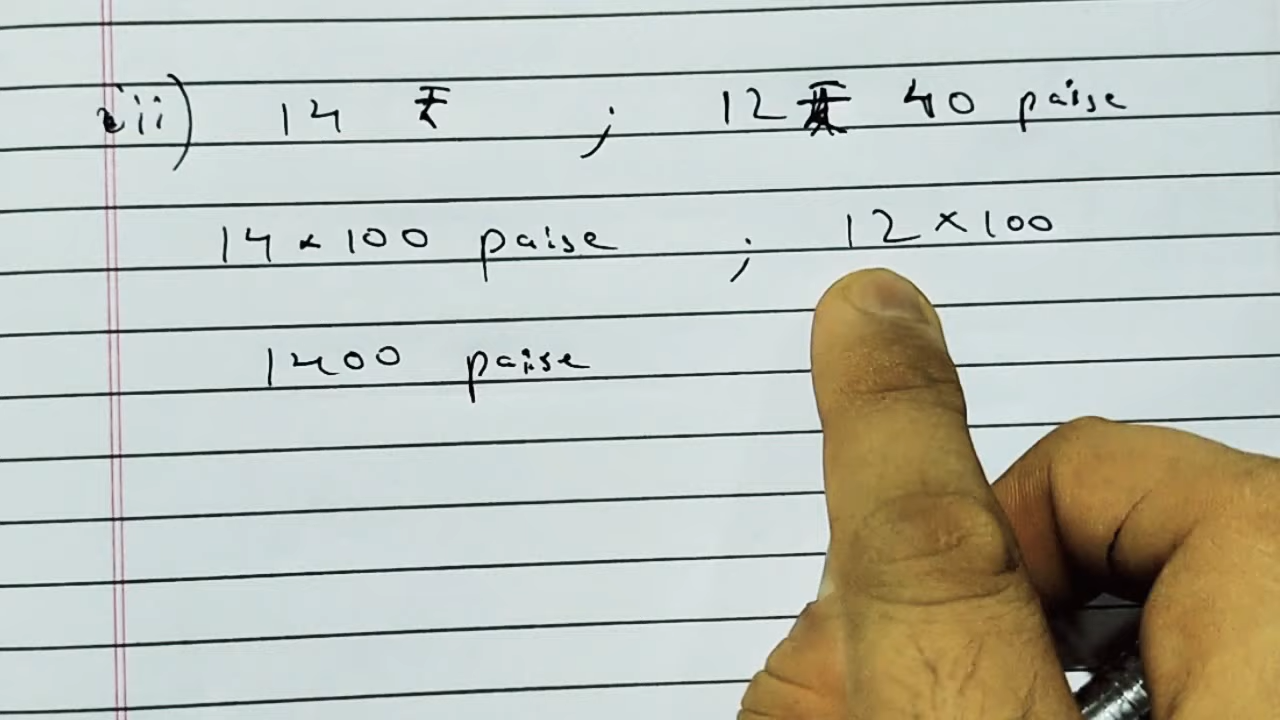 iii) 14 ₹ ; 12 ₹ 40 paise
14 × 100 paise ; 12 × 100
1400 paise